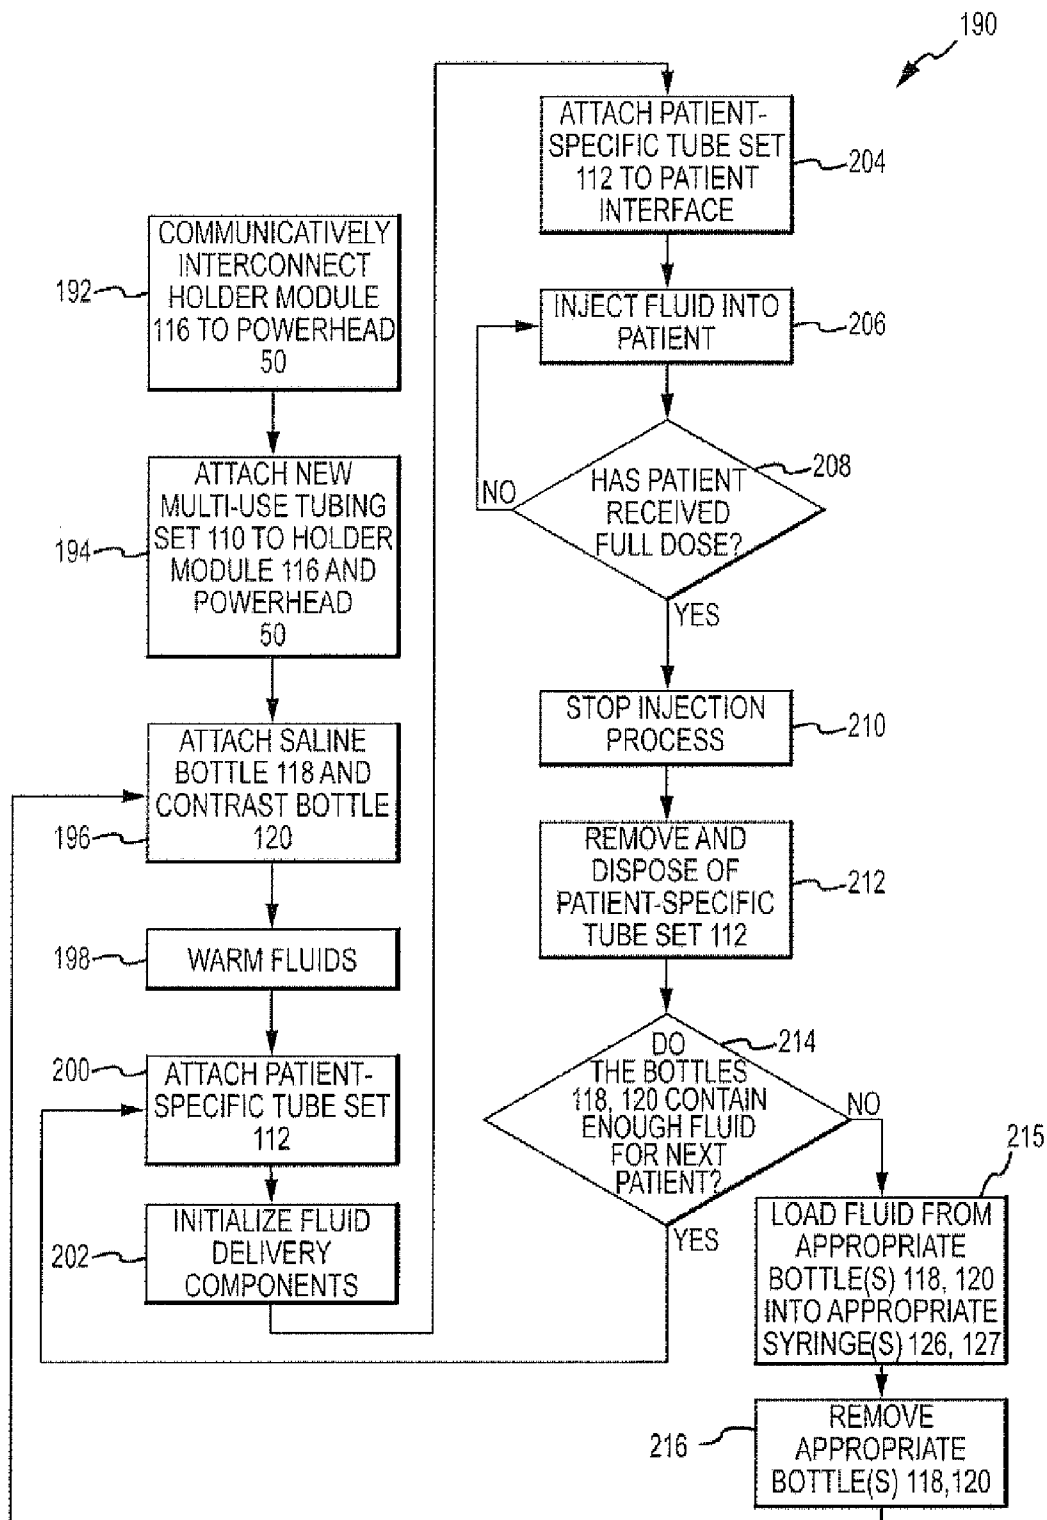 190
COMMUNICATIVELY
INTERCONNECT
HOLDER MODULE
116 TO POWERHEAD
50
192
ATTACH NEW
MULTI-USE TUBING
SET 110 TO HOLDER
MODULE 116 AND
POWERHEAD
50
194
ATTACH SALINE
BOTTLE 118 AND
CONTRAST BOTTLE
120
196
WARM FLUIDS
198
ATTACH PATIENT-
SPECIFIC TUBE SET
112
200
INITIALIZE FLUID
DELIVERY
COMPONENTS
202
ATTACH PATIENT-
SPECIFIC TUBE SET
112 TO PATIENT
INTERFACE
204
INJECT FLUID INTO
PATIENT
206
HAS PATIENT
RECEIVED
FULL DOSE?
208
NO
YES
STOP INJECTION
PROCESS
210
REMOVE AND
DISPOSE OF
PATIENT-SPECIFIC
TUBE SET 112
212
DO
THE BOTTLES
118, 120 CONTAIN
ENOUGH FLUID
FOR NEXT
PATIENT?
214
NO
YES
LOAD FLUID FROM
APPROPRIATE
BOTTLE(S) 118, 120
INTO APPROPRIATE
SYRINGE(S) 126, 127
215
REMOVE
APPROPRIATE
BOTTLE(S) 118,120
216